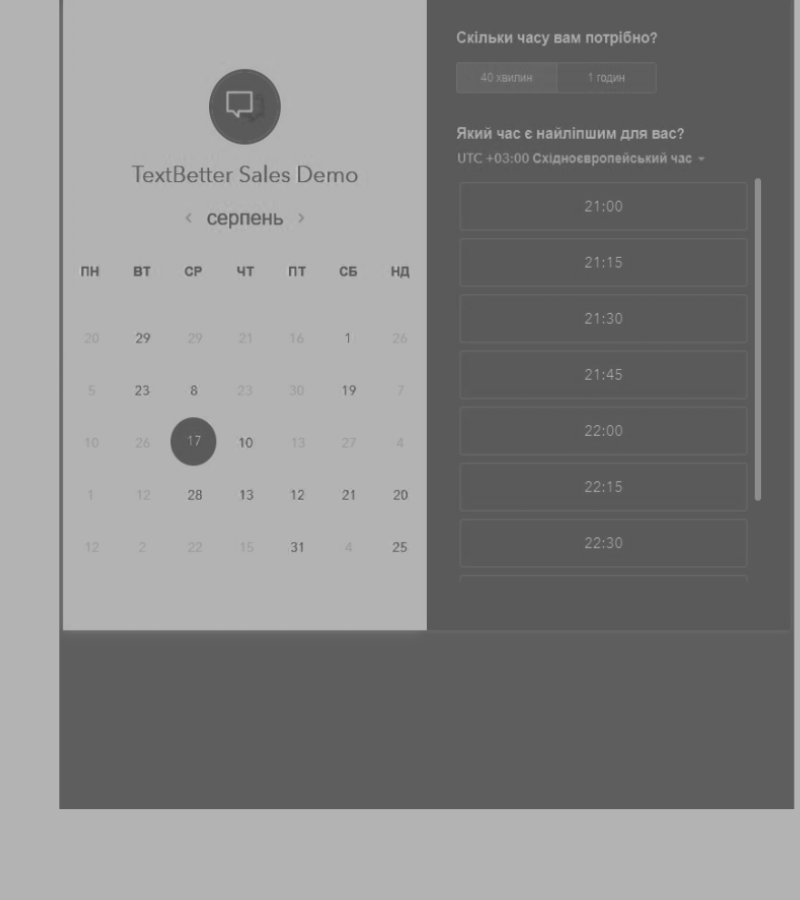 TextBetter Sales Demo
‹ серпень ›
ПН ВТ СР ЧТ ПТ СБ НД
20 29 29 21 16 1 26
5 23 8 23 30 19 7
10 26 17 10 13 27 4
1 12 28 13 12 21 20
12 2 22 15 31 4 25
Скільки часу вам потрібно?
40 хвилин 1 годин
Який час є найліпшим для вас?
UTC +03:00 Східноєвропейський час
21:00
21:15
21:30
21:45
22:00
22:15
22:30